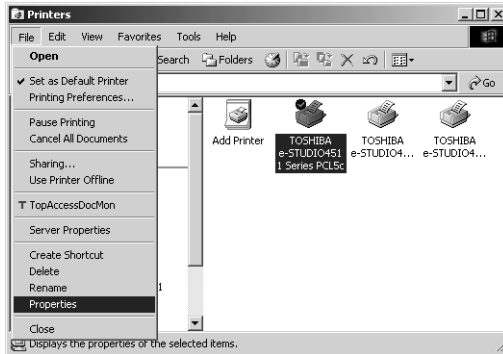 Printers
File Edit View Favorites Tools Help
Search Folders
Go
Open
Set as Default Printer
Printing Preferences...
Pause Printing
Cancel All Documents
Sharing...
Use Printer Offline
TopAccessDocMon
Server Properties
Create Shortcut
Delete
Rename
Properties
Close
1
Add Printer
TOSHIBA
e-STUDIO451
1 Series PCL5c
TOSHIBA
e-STUDIO4...
TOSHIBA
e-STUDIO4...
Displays the properties of the selected items.